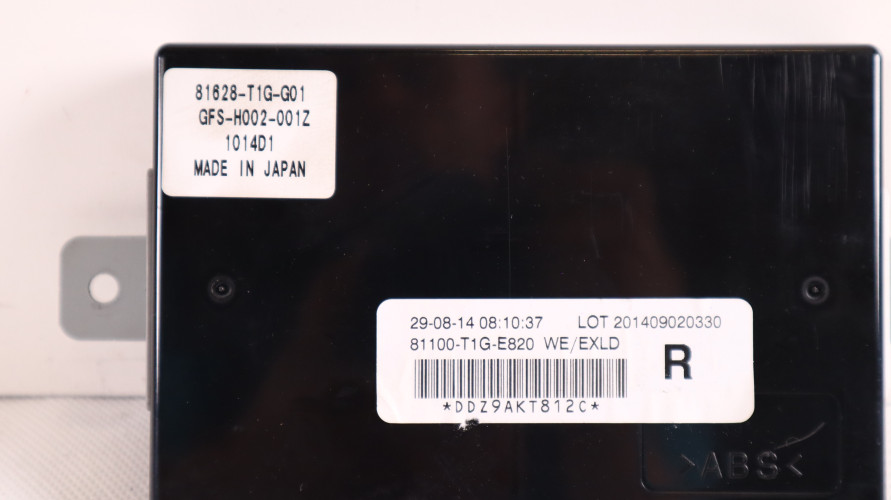 81628-T1G-G01
GFS-H002-001Z
1014D1
MADE IN JAPAN
29-08-14 08:10:37 LOT 201409020330
81100-T1G-E820 WE/EXLD
R
*DDZ9AKT812C*
>ABS<